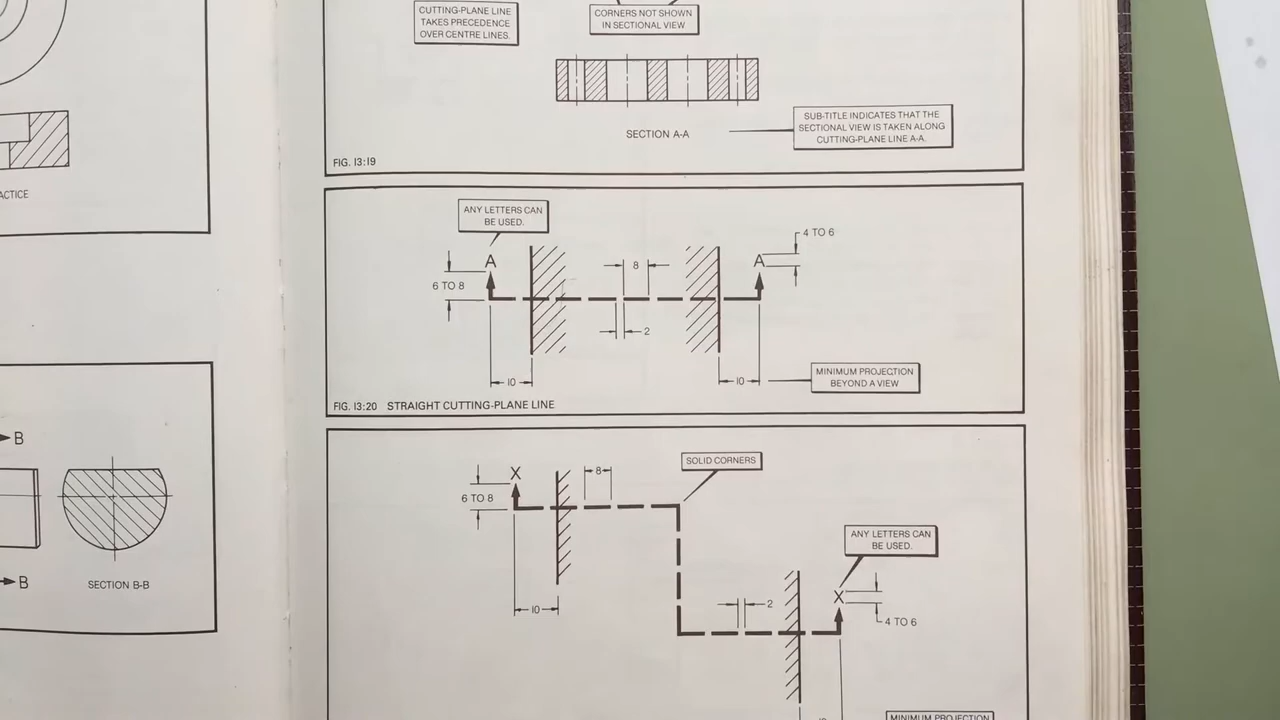 ACTICE
B
B
SECTION B-B
CUTTING-PLANE LINE
TAKES PRECEDENCE
OVER CENTRE LINES.
CORNERS NOT SHOWN
IN SECTIONAL VIEW
SECTION A-A
SUB-TITLE INDICATES THAT THE
SECTIONAL VIEW IS TAKEN ALONG
CUTTING-PLANE LINE A-A.
FIG. 13:19
ANY LETTERS CAN
BE USED.
4 TO 6
A
8
A
6 TO 8
2
10
10
MINIMUM PROJECTION
BEYOND A VIEW
FIG. 13:20 STRAIGHT CUTTING-PLANE LINE
SOLID CORNERS
X
8
6 TO 8
ANY LETTERS CAN
BE USED.
10
2
X
4 TO 6
MINIMUM PROJECTION